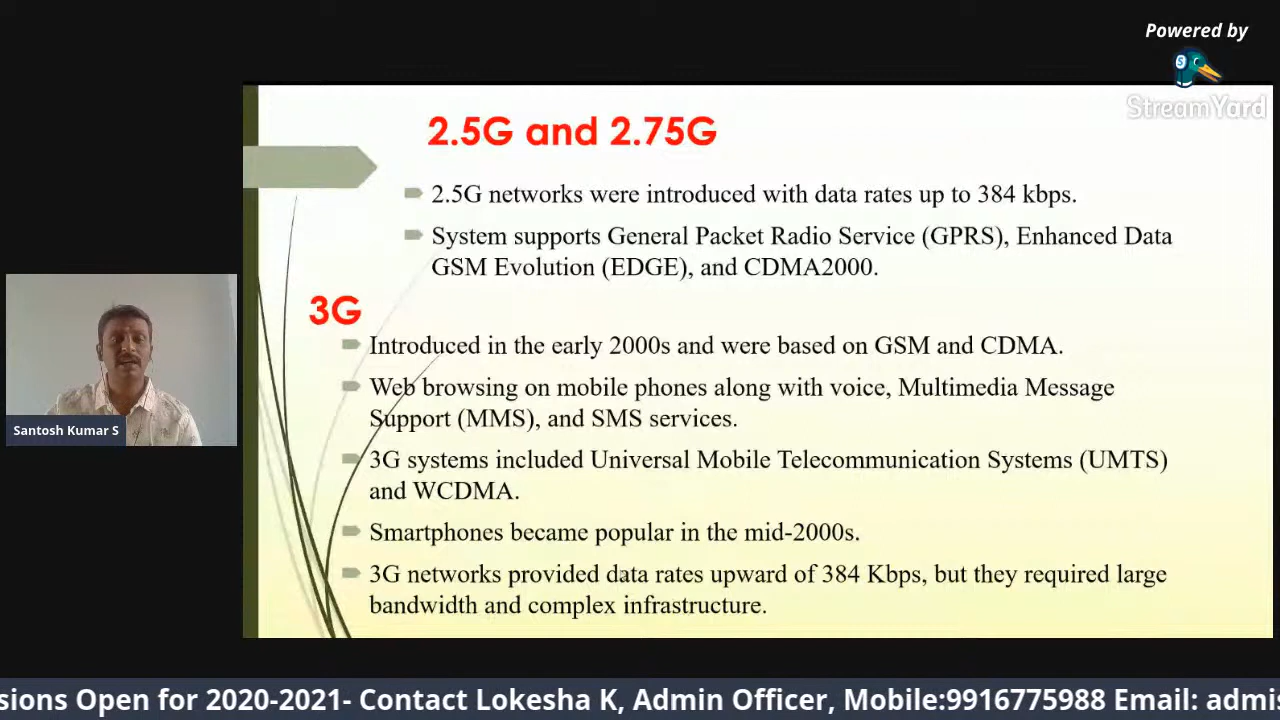 Powered by
StreamYard
2.5G and 2.75G
2.5G networks were introduced with data rates up to 384 kbps.
System supports General Packet Radio Service (GPRS), Enhanced Data
GSM Evolution (EDGE), and CDMA2000.
3G
Introduced in the early 2000s and were based on GSM and CDMA.
Web browsing on mobile phones along with voice, Multimedia Message
Support (MMS), and SMS services.
3G systems included Universal Mobile Telecommunication Systems (UMTS)
and WCDMA.
Smartphones became popular in the mid-2000s.
3G networks provided data rates upward of 384 Kbps, but they required large
bandwidth and complex infrastructure.
Santosh Kumar S
sions Open for 2020-2021- Contact Lokesha K, Admin Officer, Mobile:9916775988 Email: admis